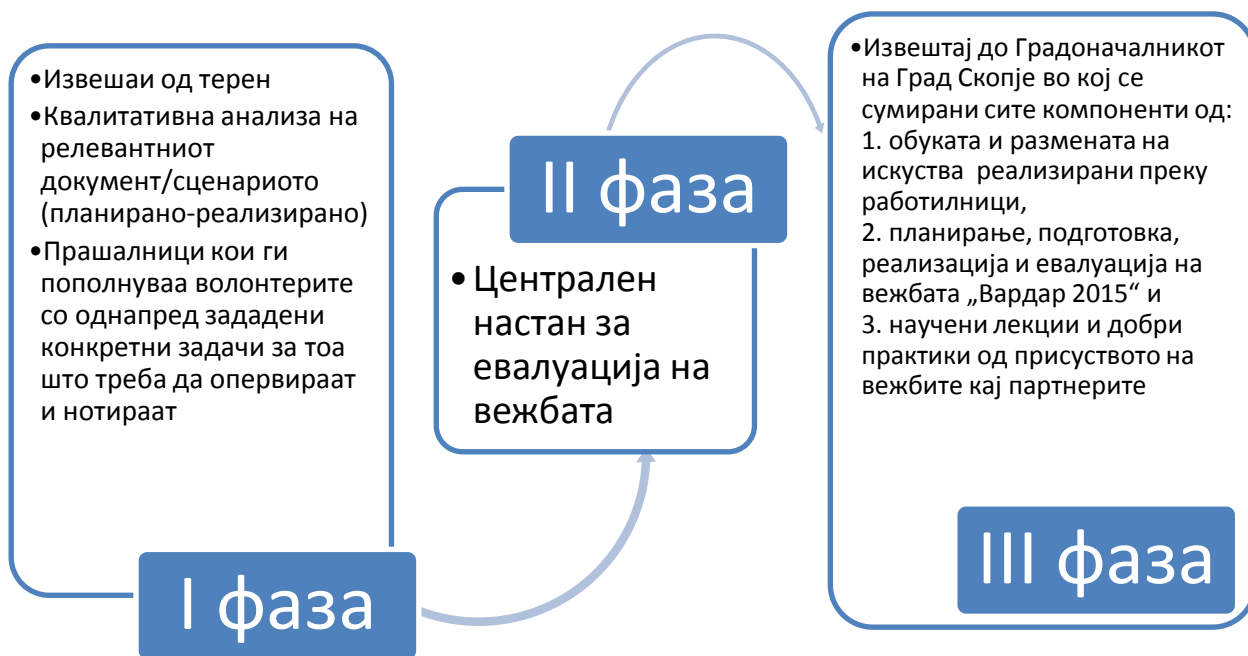 •Извешаи од терен
•Квалитативна анализа на
релевантниот
документ/сценариото
(планирано-реализирано)
•Прашалници кои ги
пополнуваа волонтерите
со однапред зададени
конкретни задачи за тоа
што треба да опервираат
и нотираат
I фаза
II фаза
•Централен
настан за
евалуација на
вежбата
•Извештај до Градоначалникот
на Град Скопје во кој се
сумирани сите компоненти од:
1. обуката и размената на
искуства реализирани преку
работилници,
2. планирање, подготовка,
реализација и евалуација на
вежбата „Вардар 2015“ и
3. научени лекции и добри
практики од присуството на
вежбите кај партнерите
III фаза